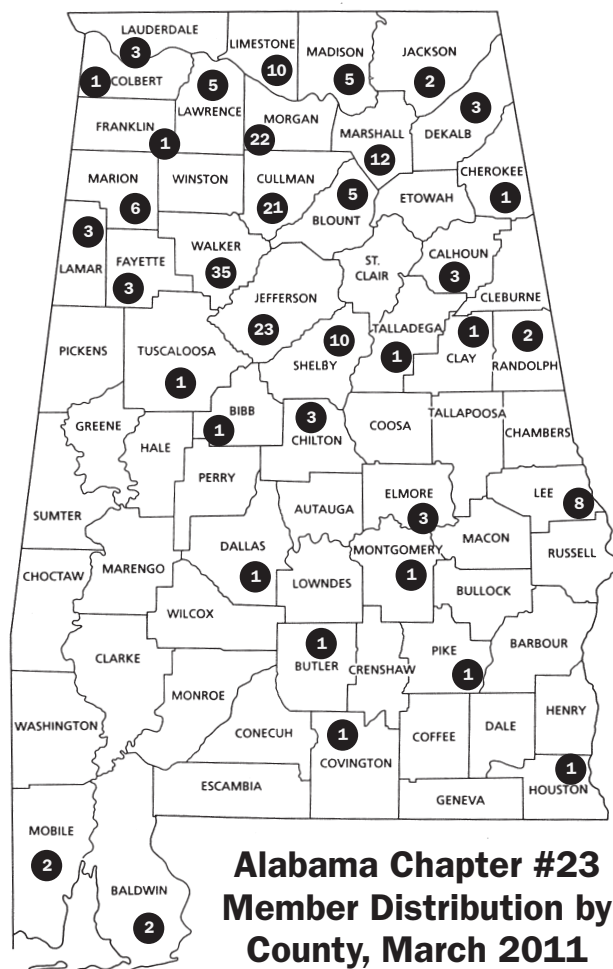 LAUDERDALE
3
LIMESTONE
10
MADISON
5
JACKSON
2
1
COLBERT
5
LAWRENCE
3
DEKALB
FRANKLIN
1
MORGAN
22
MARSHALL
12
CHEROKEE
1
MARION
6
WINSTON
CULLMAN
21
5
BLOUNT
ETOWAH
3
LAMAR
FAYETTE
3
WALKER
35
JEFFERSON
23
ST.
CLAIR
CALHOUN
3
CLEBURNE
PICKENS
TUSCALOOSA
1
SHELBY
10
TALLADEGA
1
1
CLAY
2
RANDOLPH
GREENE
HALE
BIBB
1
3
CHILTON
COOSA
TALLAPOOSA
CHAMBERS
PERRY
SUMTER
AUTAUGA
ELMORE
3
LEE
8
CHOCTAW
MARENGO
DALLAS
1
LOWNDES
MONTGOMERY
1
MACON
RUSSELL
BULLOCK
WILCOX
CLARKE
1
BUTLER
CRENSHAW
PIKE
1
BARBOUR
MONROE
WASHINGTON
CONECUH
1
COVINGTON
COFFEE
DALE
HENRY
ESCAMBIA
GENEVA
1
HOUSTON
MOBILE
2
BALDWIN
2
Alabama Chapter #23
Member Distribution by
County, March 2011